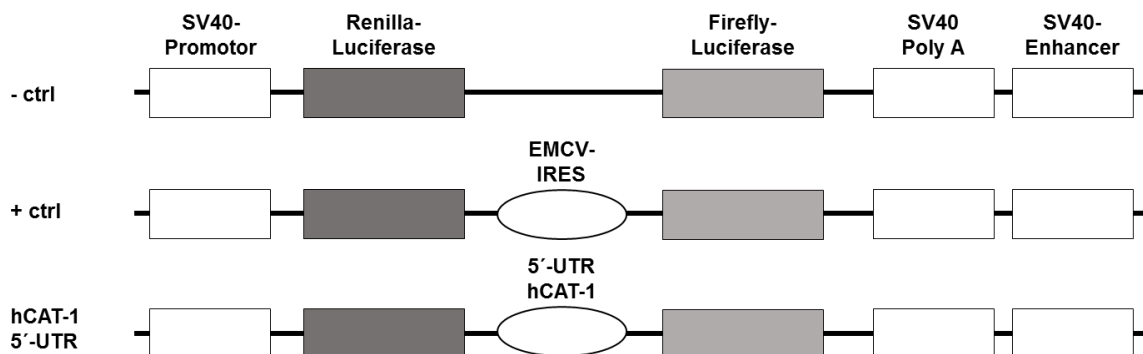 SV40-
Promotor
Renilla-
Luciferase
Firefly-
Luciferase
SV40
Poly A
SV40-
Enhancer
- ctrl
EMCV-
IRES
+ ctrl
5´-UTR
hCAT-1
hCAT-1
5´-UTR